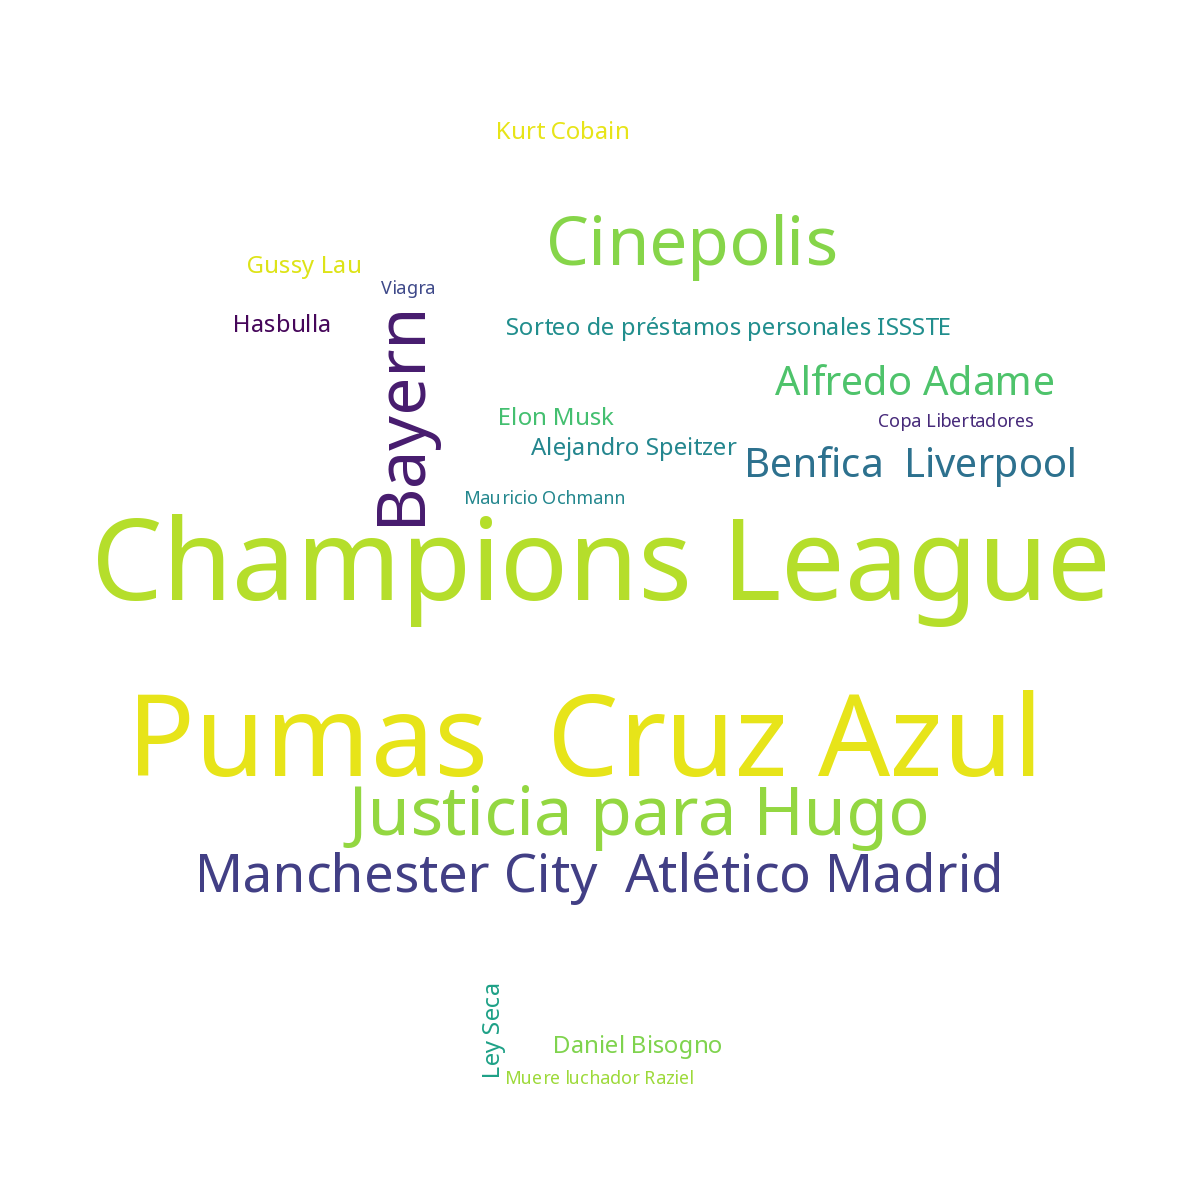 Kurt Cobain
Cinepolis
Gussy Lau
Viagra
Hasbulla
Bayern
Sorteo de préstamos personales ISSSTE
Alfredo Adame
Elon Musk
Copa Libertadores
Alejandro Speitzer
Benfica  Liverpool
Mauricio Ochmann
Champions League
Pumas  Cruz Azul
Justicia para Hugo
Manchester City  Atlético Madrid
Ley Seca
Daniel Bisogno
Muere luchador Raziel